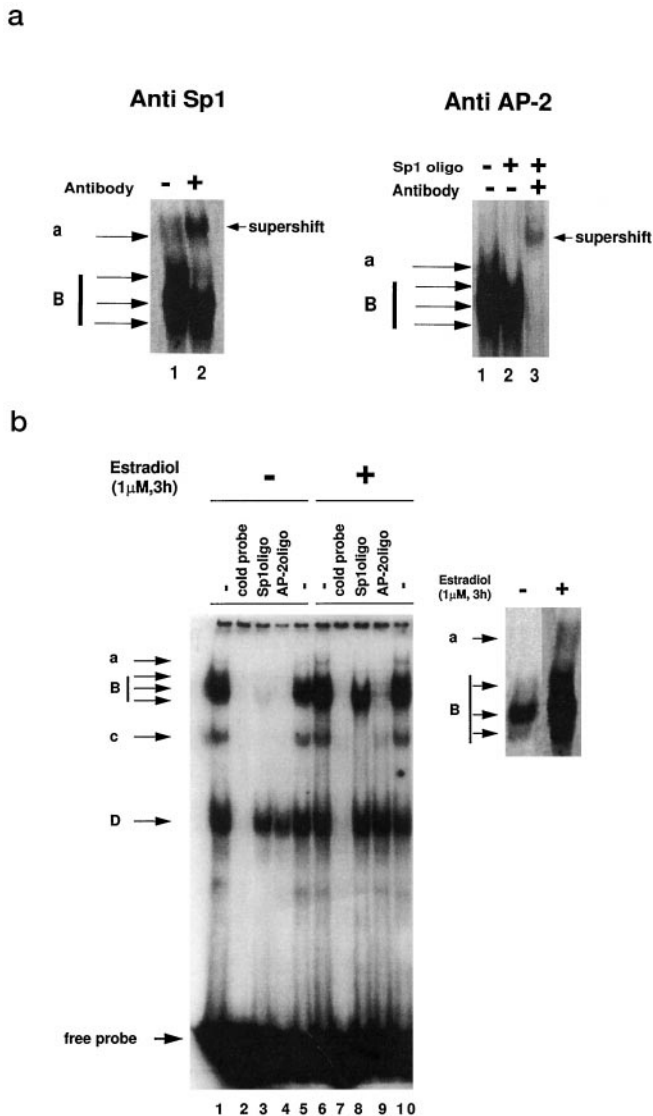 a
Anti Sp1
Anti AP-2
Antibody - +
Sp1 oligo - + +
Antibody - - +
a
supershift
B
1 2
a
supershift
B
1 2 3
b
Estradiol
(1μM,3h)
- +
- cold probe Sp1oligo AP-2oligo - - cold probe Sp1oligo AP-2oligo -
a
B
c
D
free probe
1 2 3 4 5 6 7 8 9 10
Estradiol
(1μM, 3h)
- +
a
B